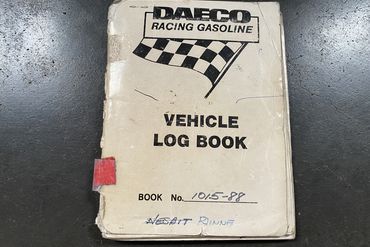 DAECO
RACING GASOLINE
VEHICLE
LOG BOOK
BOOK No. 1015-88